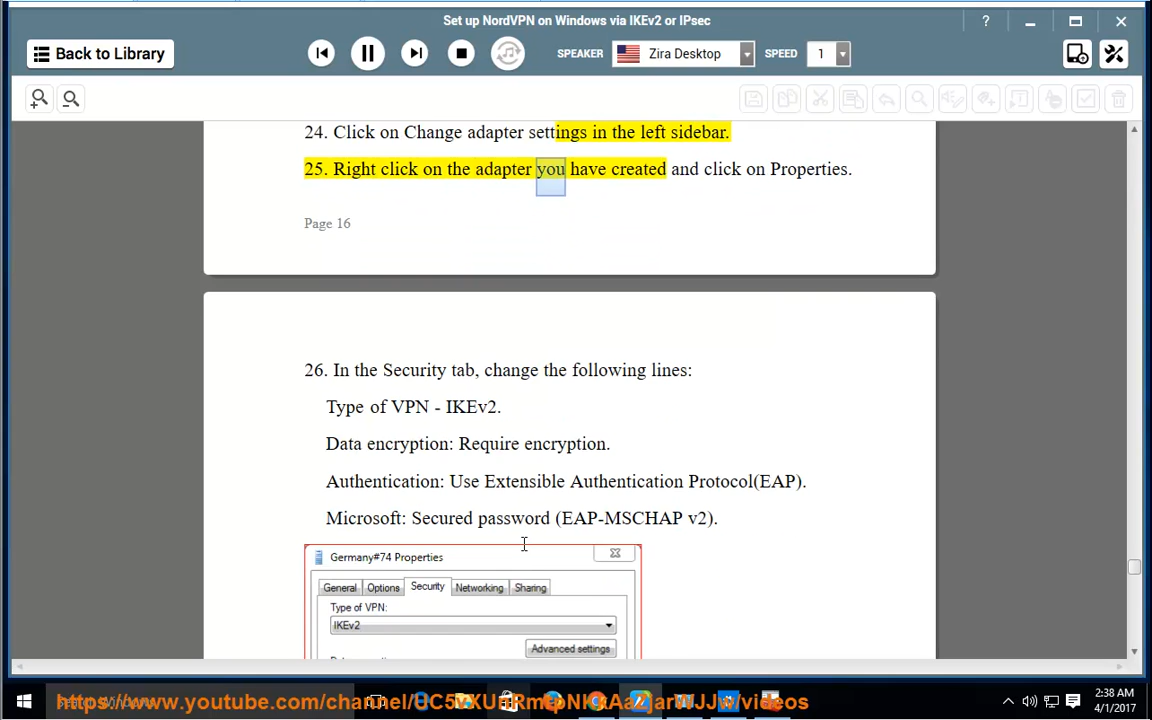 Set up NordVPN on Windows via IKEv2 or IPsec
?
Back to Library
SPEAKER
Zira Desktop
SPEED
1
24. Click on Change adapter settings in the left sidebar.
25. Right click on the adapter you have created and click on Properties.
Page 16
26. In the Security tab, change the following lines:
Type of VPN - IKEv2.
Data encryption: Require encryption.
Authentication: Use Extensible Authentication Protocol(EAP).
Microsoft: Secured password (EAP-MSCHAP v2).
Germany#74 Properties
General Options Security Networking Sharing
Type of VPN:
IKEv2
Advanced settings
2:38 AM
4/1/2017